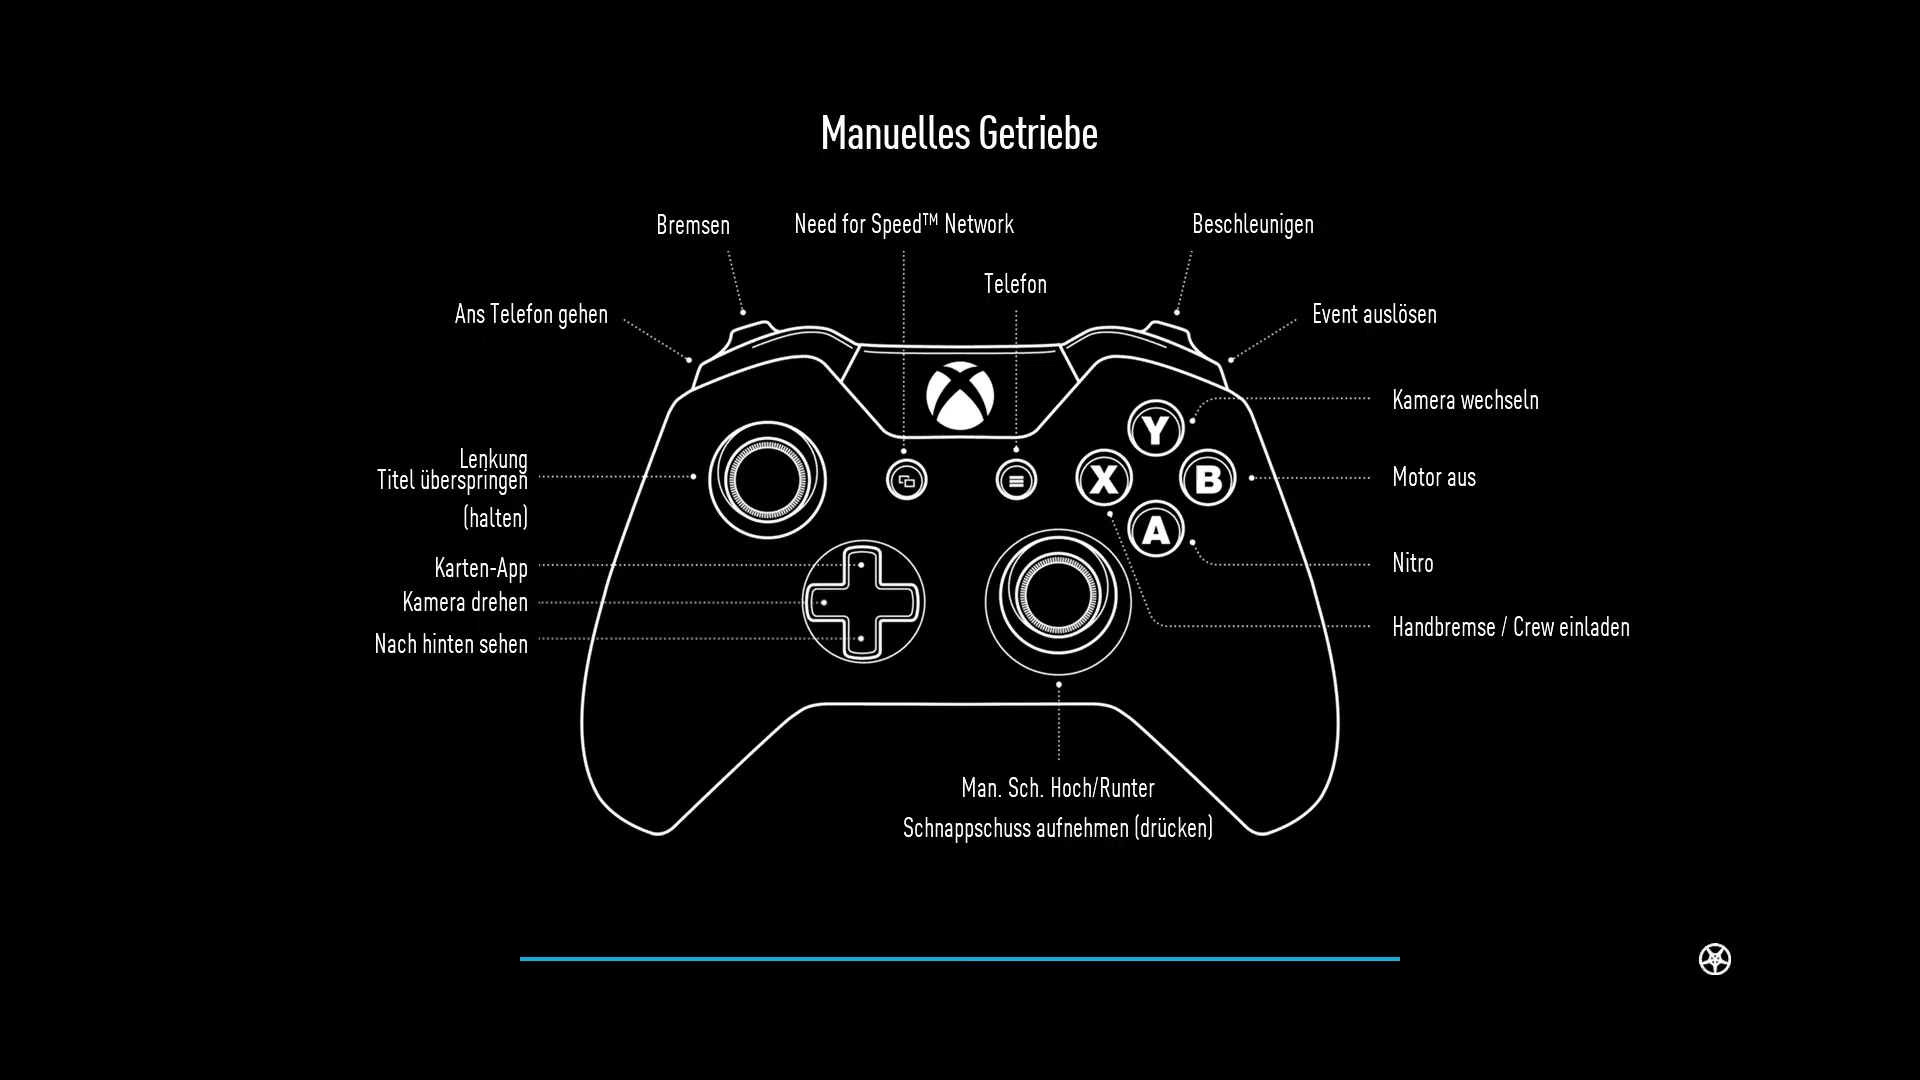 Manuelles Getriebe
Bremsen
Need for Speed™ Network
Beschleunigen
Telefon
Ans Telefon gehen
Event auslösen
Kamera wechseln
Y
Lenkung
Titel überspringen
(halten)
X
B
Motor aus
A
Karten-App
Nitro
Kamera drehen
Handbremse / Crew einladen
Nach hinten sehen
Man. Sch. Hoch/Runter
Schnappschuss aufnehmen (drücken)